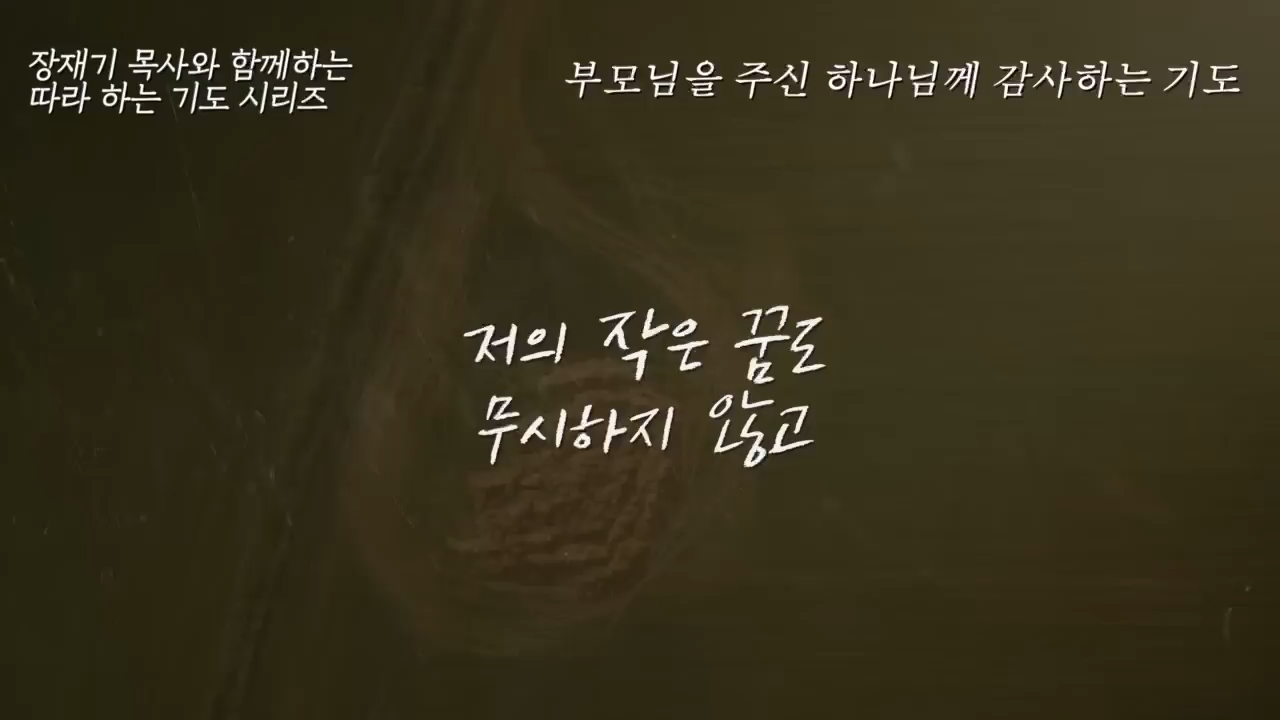 장재기 목사와 함께하는
따라 하는 기도 시리즈
부모님을 주신 하나님께 감사하는 기도
저의 작은 꿈도
무시하지 않고